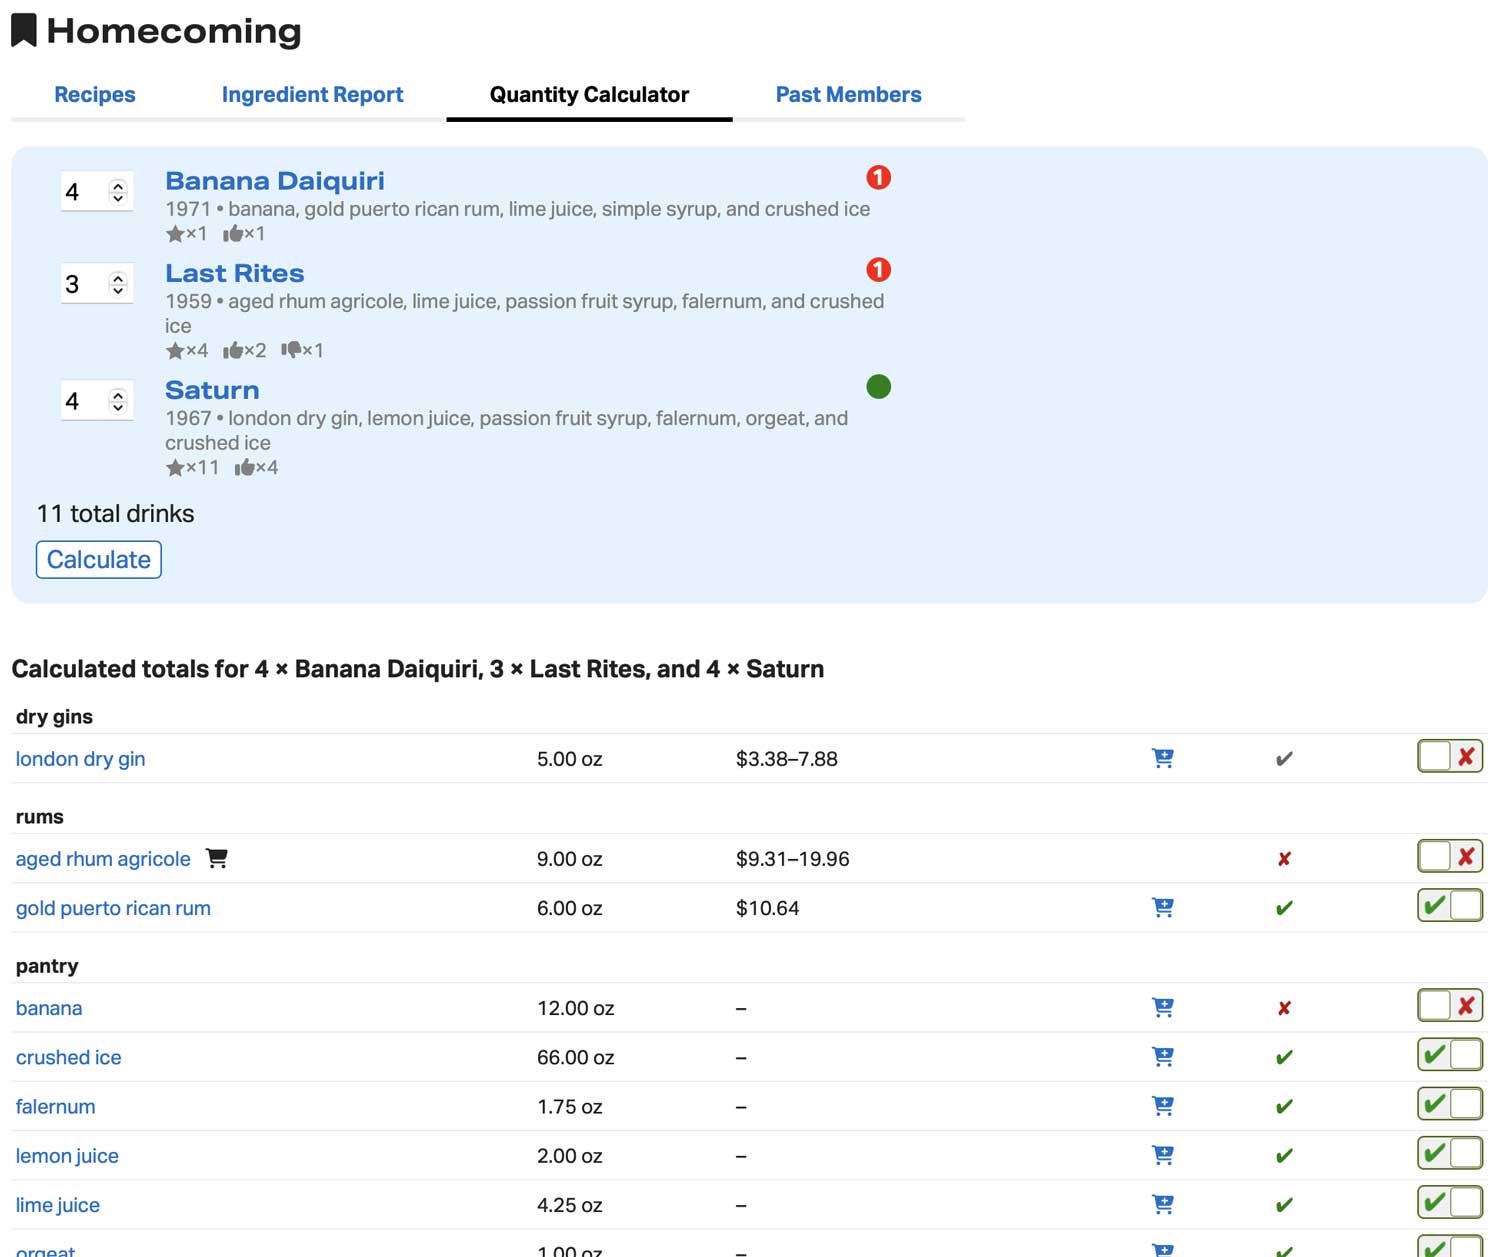 Homecoming
Recipes Ingredient Report Quantity Calculator Past Members
4 Banana Daiquiri 1
1971 • banana, gold puerto rican rum, lime juice, simple syrup, and crushed ice
★×1 ×1
3 Last Rites 1
1959 • aged rhum agricole, lime juice, passion fruit syrup, falernum, and crushed
ice
★×4 ×2 ×1
4 Saturn
1967 • london dry gin, lemon juice, passion fruit syrup, falernum, orgeat, and
crushed ice
★×11 ×4
11 total drinks
Calculate
Calculated totals for 4 × Banana Daiquiri, 3 × Last Rites, and 4 × Saturn
dry gins
london dry gin 5.00 oz $3.38–7.88 ✔ ✘
rums
aged rhum agricole 9.00 oz $9.31–19.96 ✘ ✘
gold puerto rican rum 6.00 oz $10.64 ✔ ✔
pantry
banana 12.00 oz – ✘ ✘
crushed ice 66.00 oz – ✔ ✔
falernum 1.75 oz – ✔ ✔
lemon juice 2.00 oz – ✔ ✔
lime juice 4.25 oz – ✔ ✔
orgeat 1.00 oz – ✔ ✔